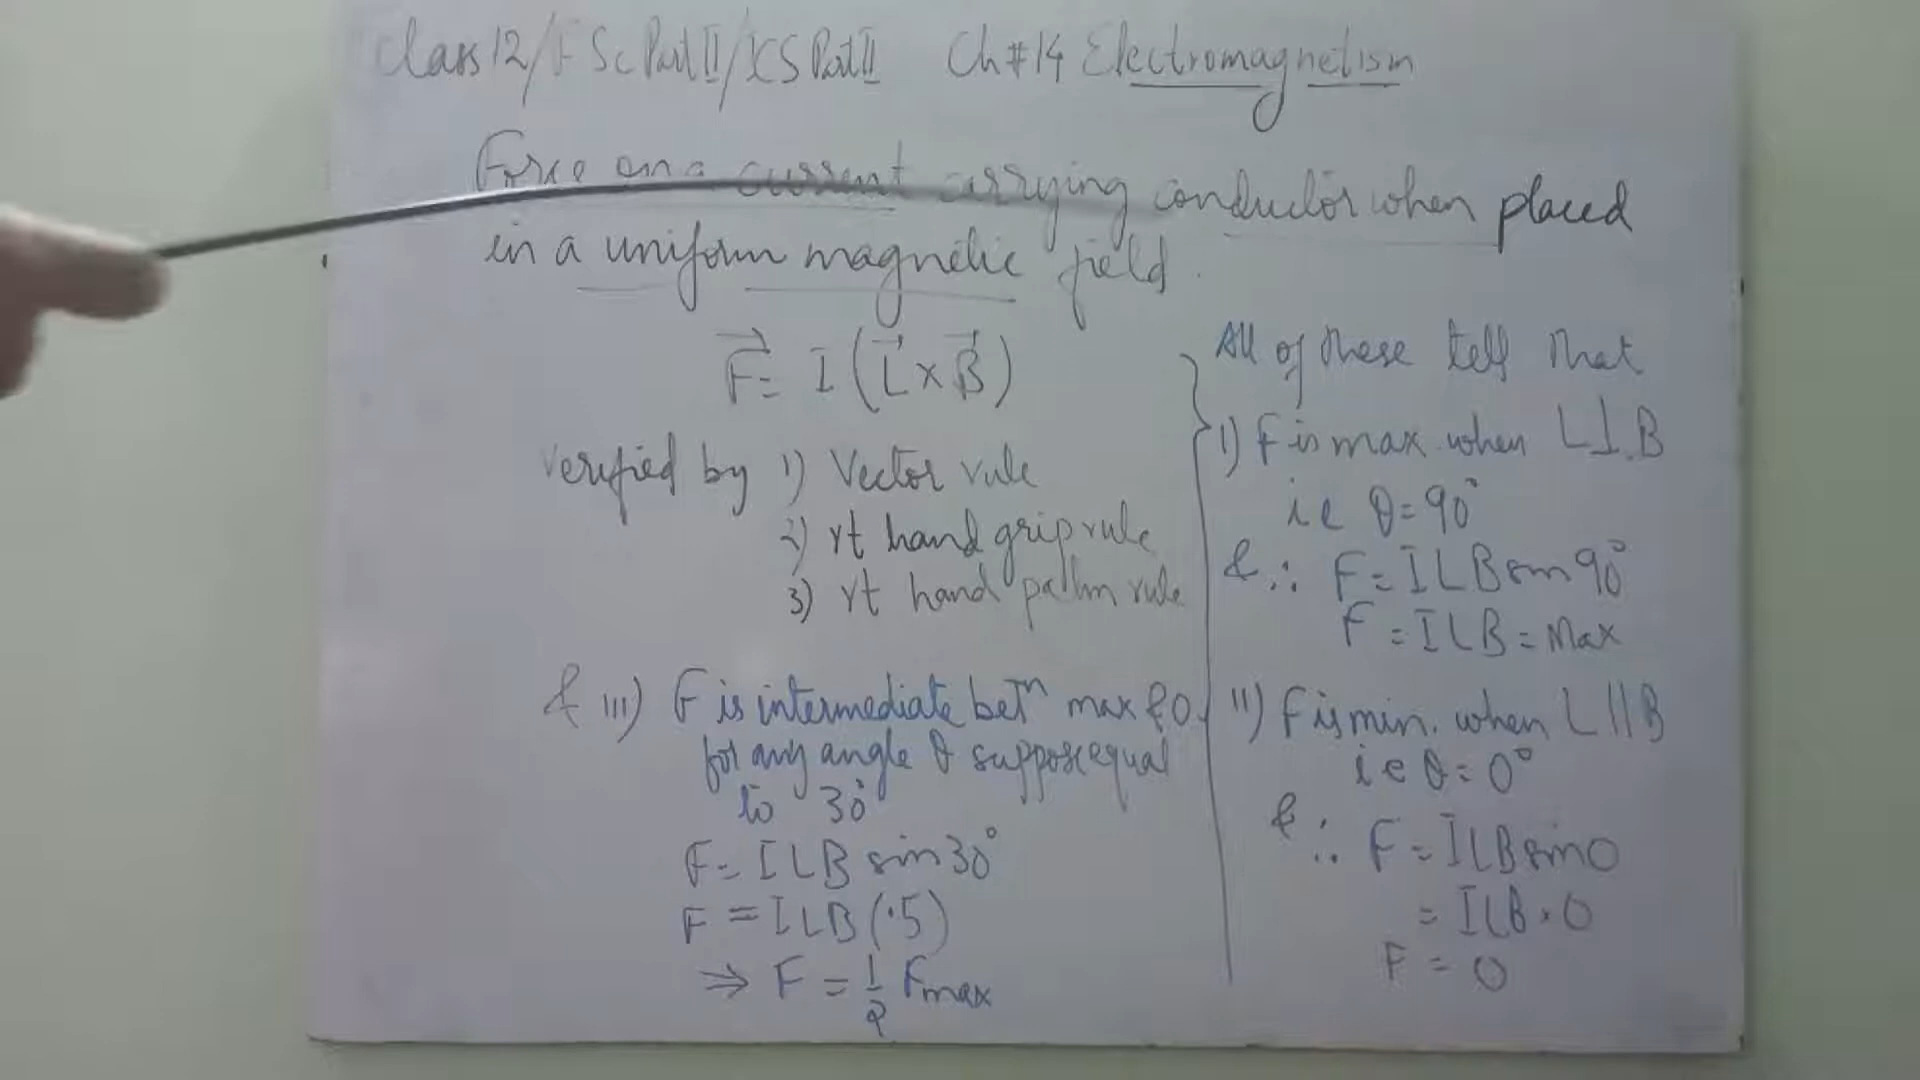 Class 12/F Sc Part II/ICS Part II Ch # 14 Electromagnetism
Force on a current carrying conductor when placed
in a uniform magnetic field.
F⃗ = I (L⃗ × B⃗)
verified by 1) Vector rule
2) rt hand grip rule
3) rt hand palm rule
& III) F is intermediate betⁿ max & 0
for any angle θ suppose equal
to 30°
F = ILB sin 30°
F = ILB (.5)
⇒ F = 1/2 Fmax
All of these tell that
1) F is max. when L⊥B
ie θ = 90°
& ∴ F = ILB sin 90°
F = ILB = Max
II) F is min. when L || B
ie θ = 0°
& ∴ F = ILB sin 0
= ILB × 0
F = 0